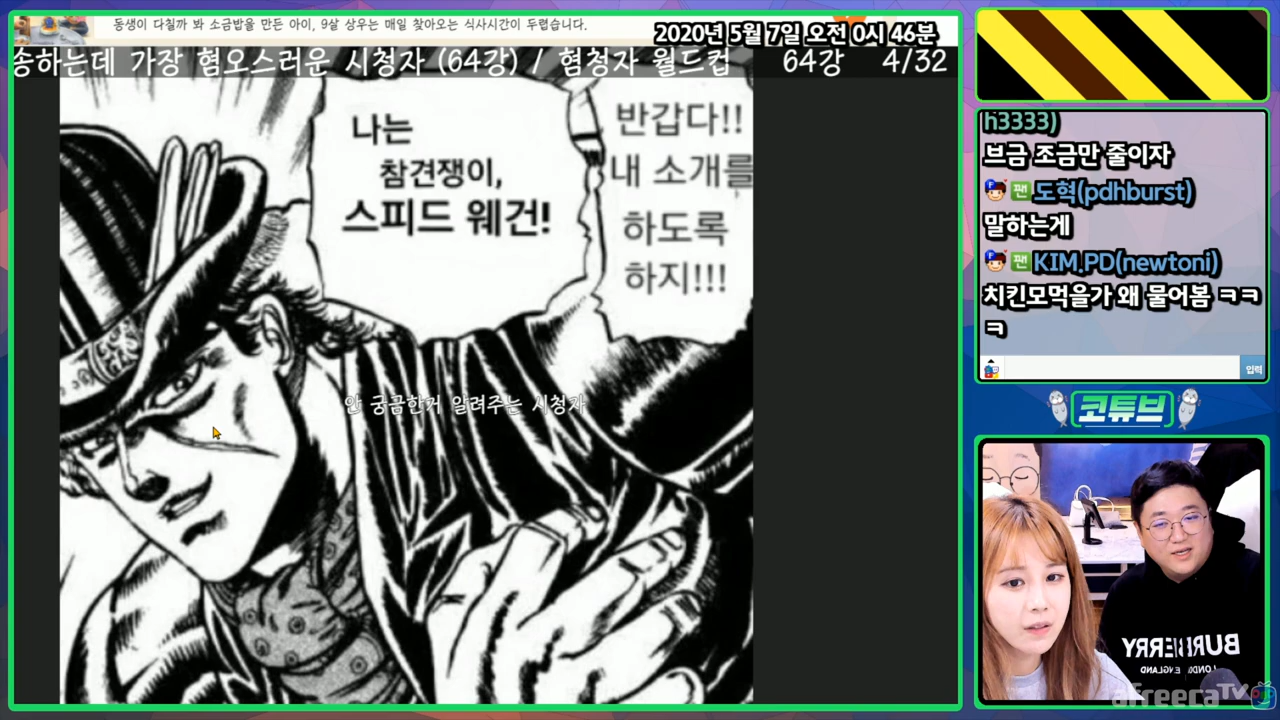 동생이 다칠까 봐 소금밥을 만든 아이, 9살 상우는 매일 찾아오는 식사시간이 두렵습니다.
2020년 5월 7일 오전 0시 46분
송하는데 가장 혐오스러운 시청자 (64강) / 혐청자 월드컵 64강 4/32
나는
참견쟁이,
스피드 웨건!
반갑다!!
내 소개를
하도록
하지!!!
안 궁금한거 알려주는 시청자
h3333)
브금 조금만 줄이자
F 팬 도혁(pdhburst)
말하는게
F 팬 KIM,PD(newtoni)
치킨모먹을가 왜 물어봄 ㅋㅋ
ㅋ
입력
코튜브
BURBERRY
LONDON ENGLAND
afreecaTV